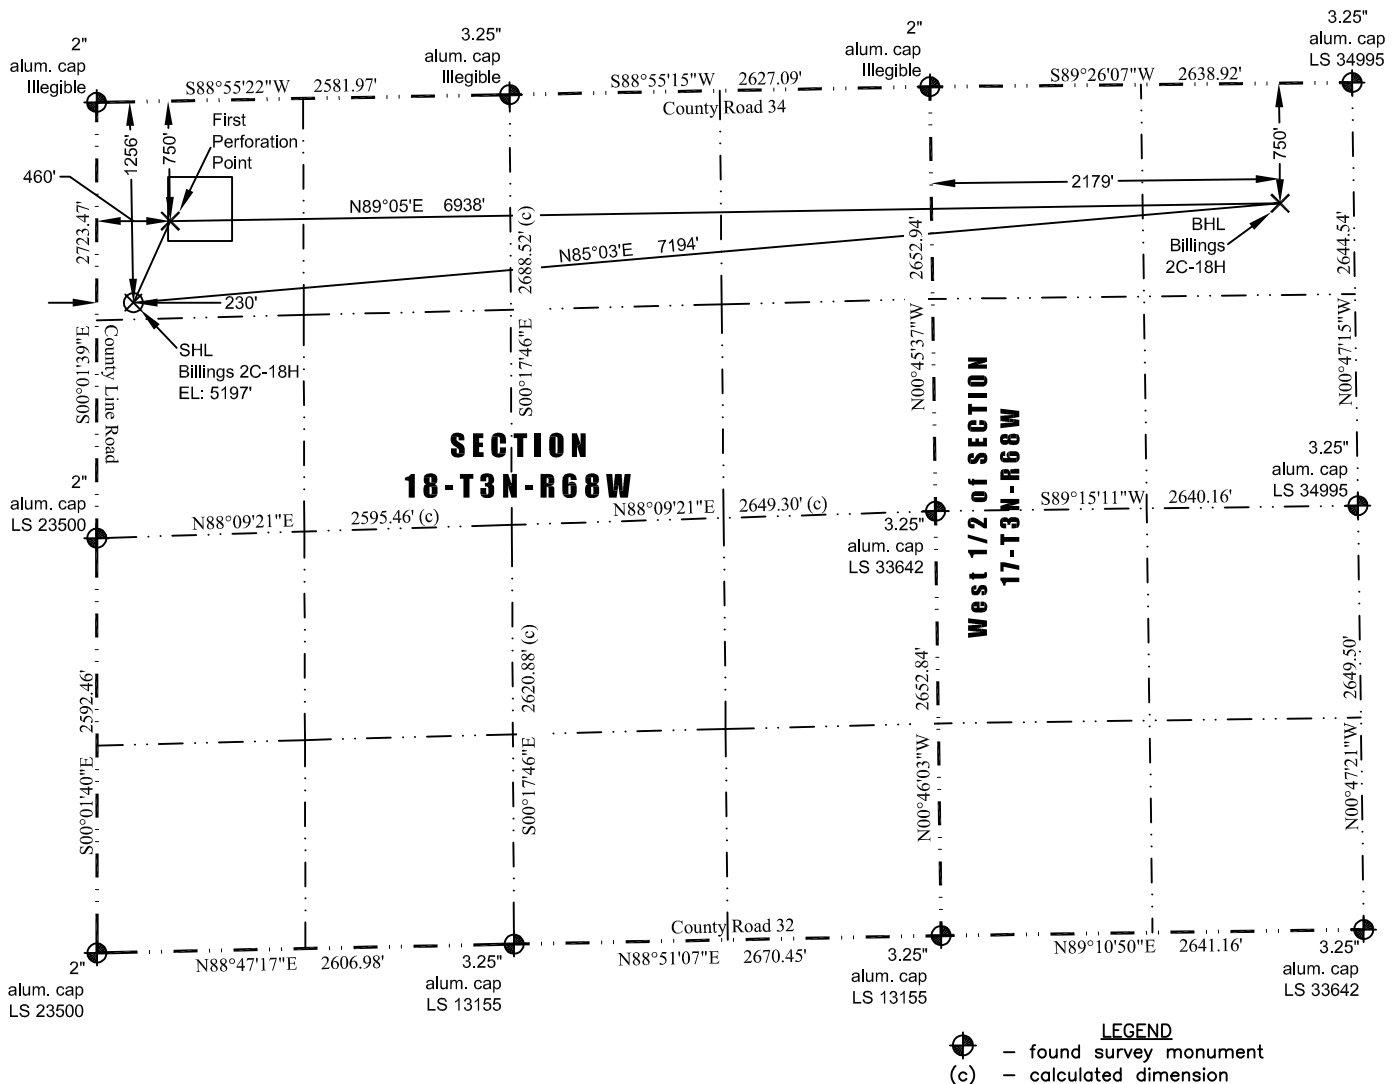 2"
alum. cap
Illegible
3.25"
alum. cap
Illegible
2"
alum. cap
Illegible
3.25"
alum. cap
LS 34995
S88°55'22"W 2581.97'
S88°55'15"W 2627.09'
County Road 34
S89°26'07"W 2638.92'
First
Perforation
Point
1256'
750'
460'
2723.47'
S00°01'39"E
County Line Road
N89°05'E 6938'
N85°03'E 7194'
2688.52' (c)
S00°17'46"E
2179'
750'
2652.94'
N00°45'37"W
BHL
Billings
2C-18H
2644.54'
N00°47'15"W
230'
SHL
Billings 2C-18H
EL: 5197'
SECTION
18-T3N-R68W
West 1/2 of SECTION
17-T3N-R68W
2"
alum. cap
LS 23500
N88°09'21"E 2595.46' (c)
N88°09'21"E 2649.30' (c)
3.25"
alum. cap
LS 33642
S89°15'11"W 2640.16'
3.25"
alum. cap
LS 34995
2592.46'
S00°01'40"E
2620.88' (c)
S00°17'46"E
2652.84'
N00°46'03"W
2649.50'
N00°47'21"W
County Road 32
2"
alum. cap
LS 23500
N88°47'17"E 2606.98'
3.25"
alum. cap
LS 13155
N88°51'07"E 2670.45'
3.25"
alum. cap
LS 13155
N89°10'50"E 2641.16'
3.25"
alum. cap
LS 33642
LEGEND
– found survey monument
(c) – calculated dimension